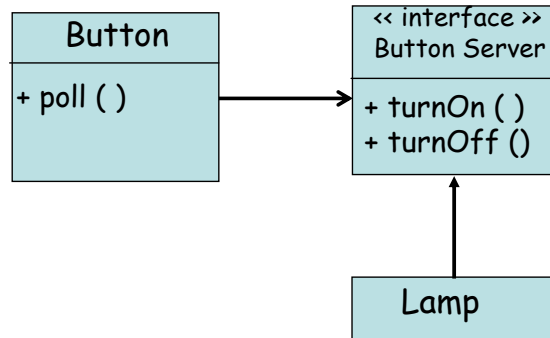 Button
+ poll ( )
« interface »
Button Server
+ turnOn ( )
+ turnOff ()
Lamp